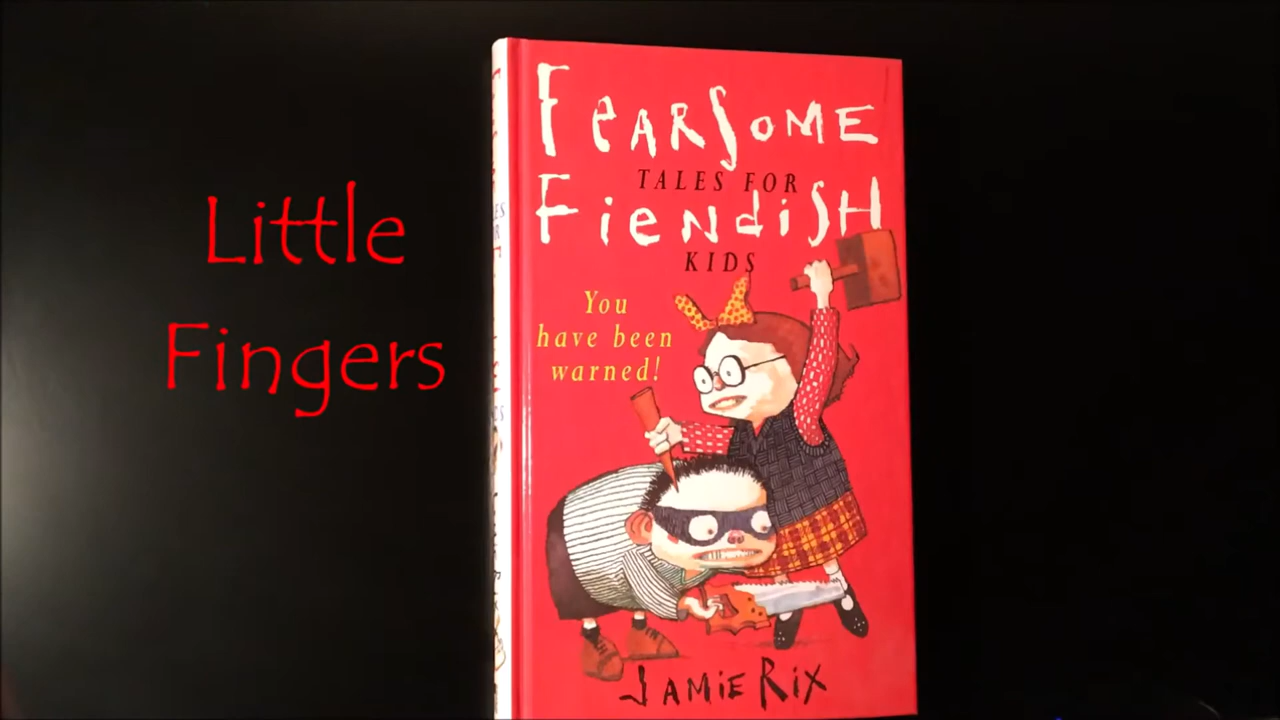 Little
Fingers
FeARSoME
TALES FOR
FiENdiSH
KIDS
You
have been
warned!
JAMiE RiX